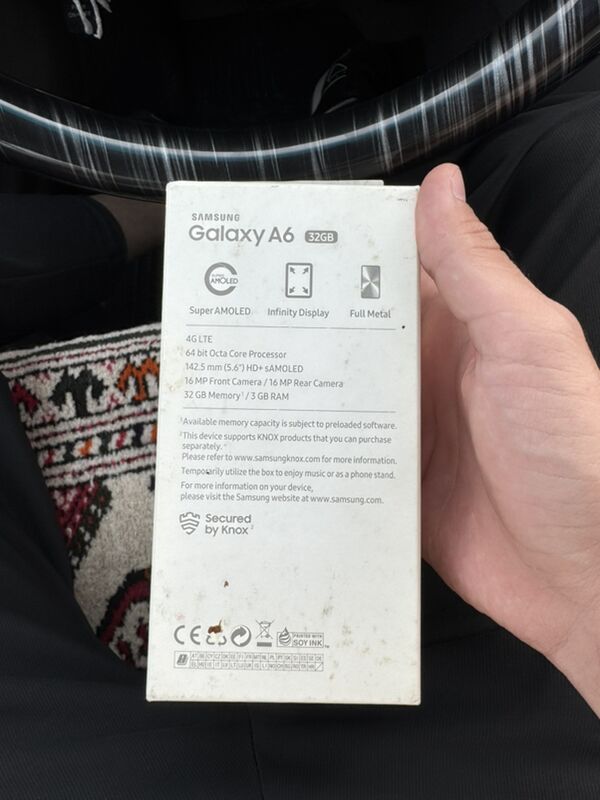 SAMSUNG
Galaxy A6 32GB
SUPER AMOLED
Super AMOLED Infinity Display Full Metal
4G LTE
64 bit Octa Core Processor
142.5 mm (5.6") HD+ sAMOLED
16 MP Front Camera / 16 MP Rear Camera
32 GB Memory¹ / 3 GB RAM
¹Available memory capacity is subject to preloaded software.
²This device supports KNOX products that you can purchase
separately.
Please refer to www.samsungknox.com for more information.
Temporarily utilize the box to enjoy music or as a phone stand.
For more information on your device,
please visit the Samsung website at www.samsung.com.
Secured
by Knox²
CE
PRINTED WITH
SOY INK™